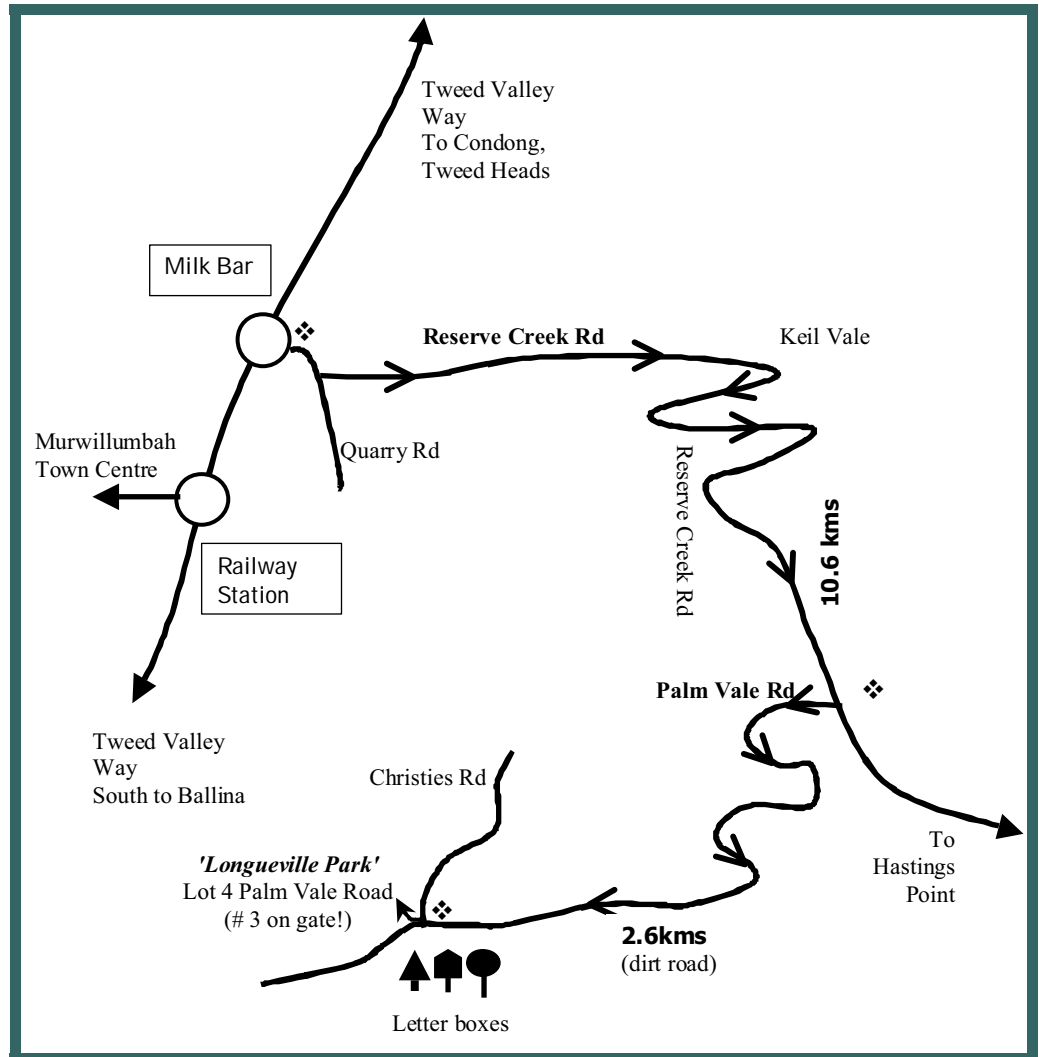 Tweed Valley
Way
To Condong,
Tweed Heads
Milk Bar
Reserve Creek Rd
Keil Vale
Murwillumbah
Town Centre
Quarry Rd
Reserve Creek Rd
10.6 kms
Railway
Station
Palm Vale Rd
Tweed Valley
Way
South to Ballina
Christies Rd
To
Hastings
Point
'Longueville Park'
Lot 4 Palm Vale Road
(# 3 on gate!)
2.6kms
(dirt road)
Letter boxes